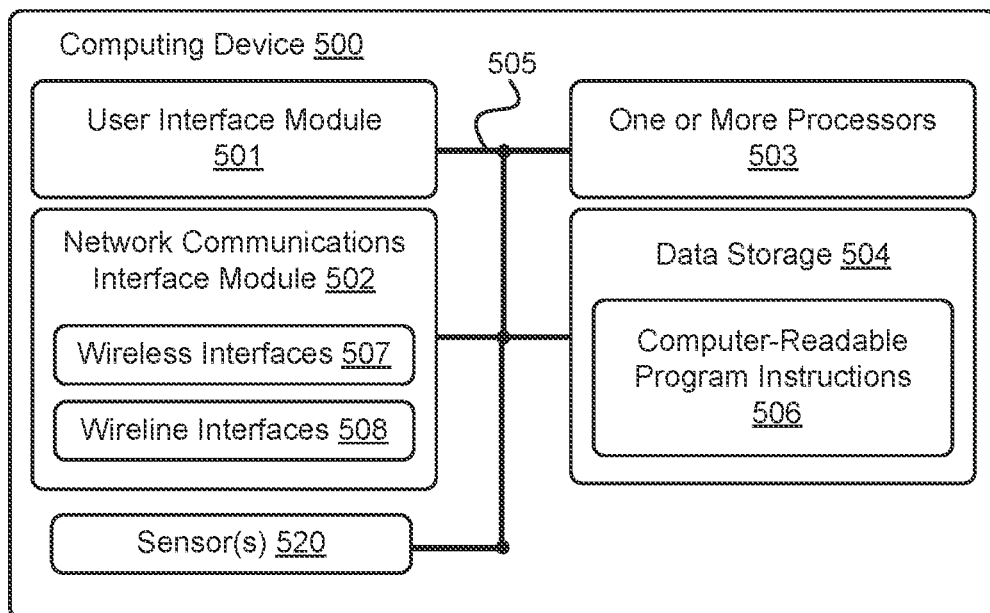 Computing Device 500
505
User Interface Module
501
One or More Processors
503
Network Communications
Interface Module 502
Wireless Interfaces 507
Wireline Interfaces 508
Data Storage 504
Computer-Readable
Program Instructions
506
Sensor(s) 520